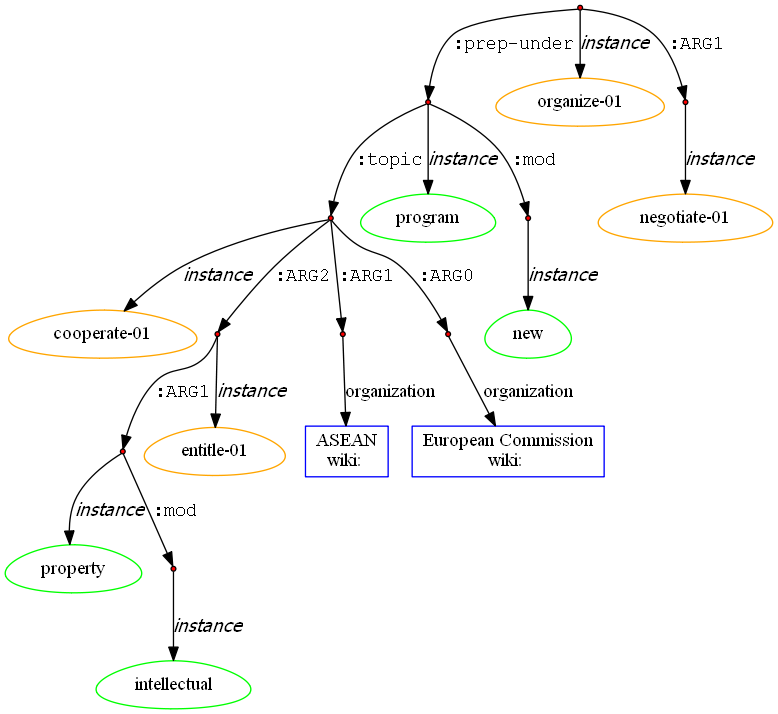 :prep-under
instance
:ARG1
organize-01
:topic
instance
:mod
instance
program
negotiate-01
instance
:ARG2
:ARG1
:ARG0
instance
cooperate-01
new
:ARG1
instance
organization
organization
entitle-01
ASEAN
wiki:
European Commission
wiki:
instance
:mod
property
instance
intellectual